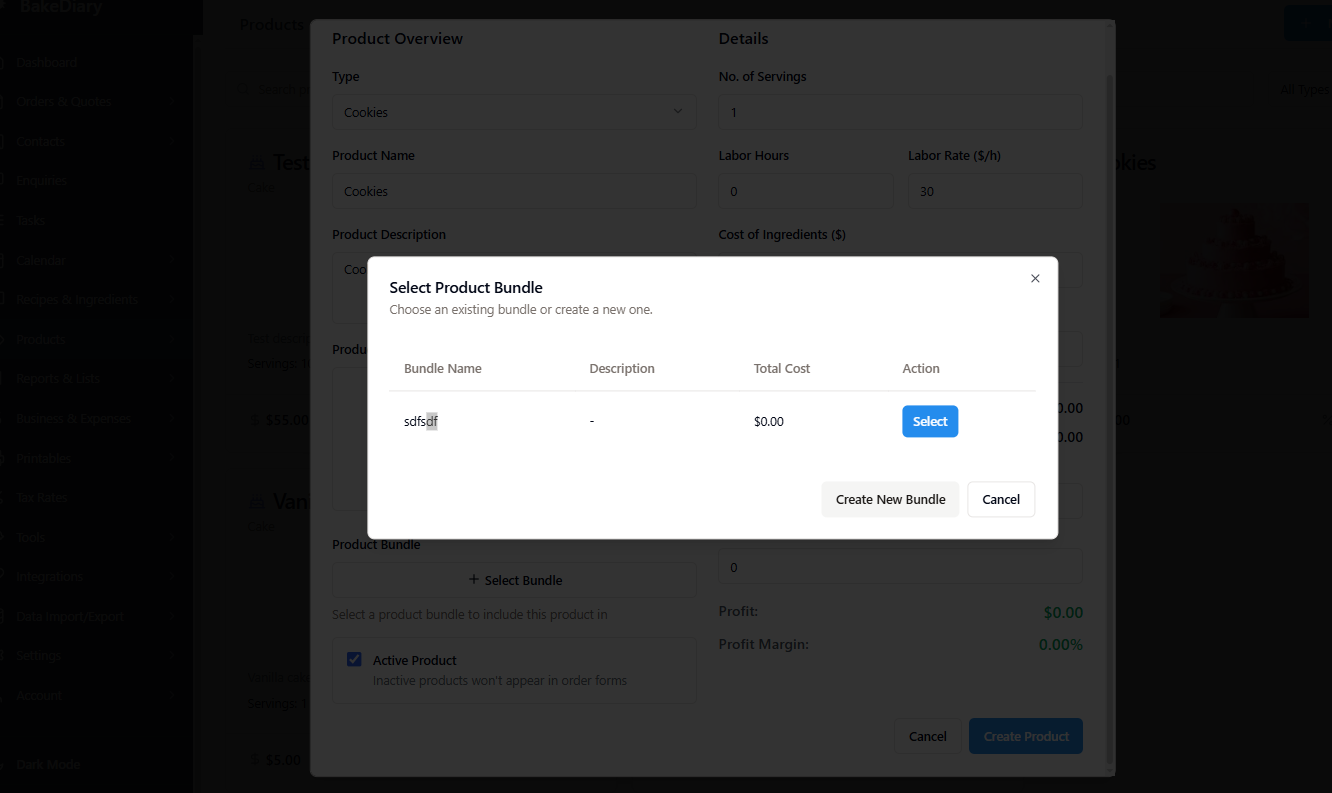 BakeDiary
Dashboard
Orders & Quotes
Contacts
Enquiries
Tasks
Calendar
Recipes & Ingredients
Products
Reports & Lists
Business & Expenses
Printables
Tax Rates
Tools
Integrations
Data Import/Export
Settings
Account
Dark Mode
Products
Search
All Types
Test
Cake
Servings: 1
$55.00
Vani
Cake
Servings: 1
$5.00
Product Overview
Type
Cookies
Product Name
Cookies
Product Description
Coo
Produ
Product Bundle
+ Select Bundle
Select a product bundle to include this product in
Active Product
Inactive products won't appear in order forms
Details
No. of Servings
1
Labor Hours
Labor Rate ($/h)
0
30
Cost of Ingredients ($)
0.00
0.00
0
Profit:
$0.00
Profit Margin:
0.00%
Cancel
Create Product
Select Product Bundle
Choose an existing bundle or create a new one.
Bundle Name
Description
Total Cost
Action
sdfsdf
-
$0.00
Select
Create New Bundle
Cancel